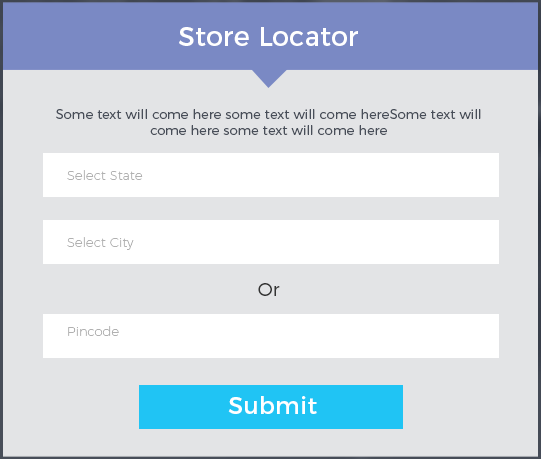 Store Locator
Some text will come here some text will come hereSome text will
come here some text will come here
Select State
Select City
Or
Pincode
Submit